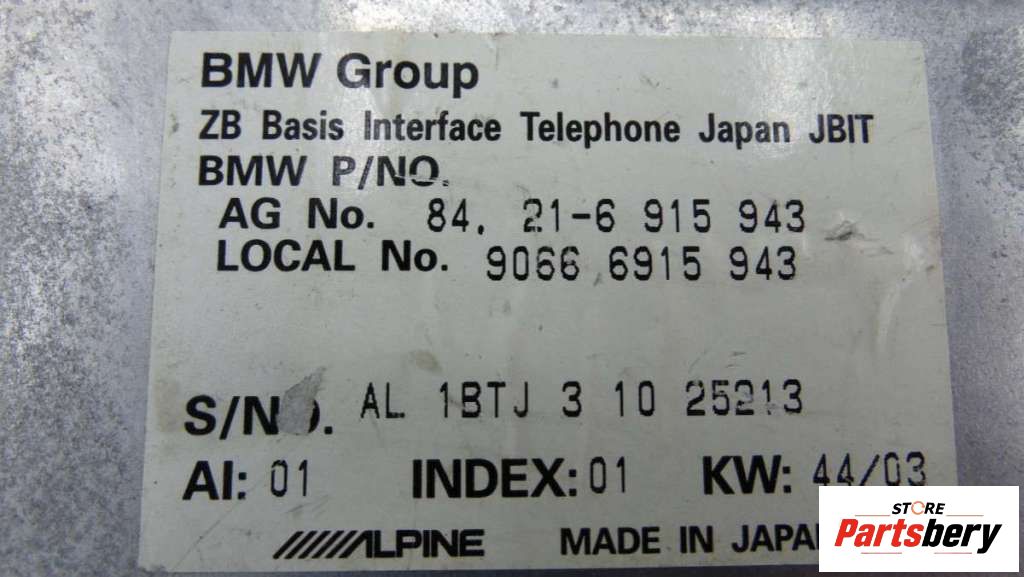 BMW Group
ZB Basis Interface Telephone Japan JBIT
BMW P/NO.
AG No. 84. 21-6 915 943
LOCAL No. 9066 6915 943
S/NO. AL 1BTJ 3 10 25213
AI: 01 INDEX: 01 KW: 44/03
ALPINE MADE IN JAPA
STORE
Partsbery